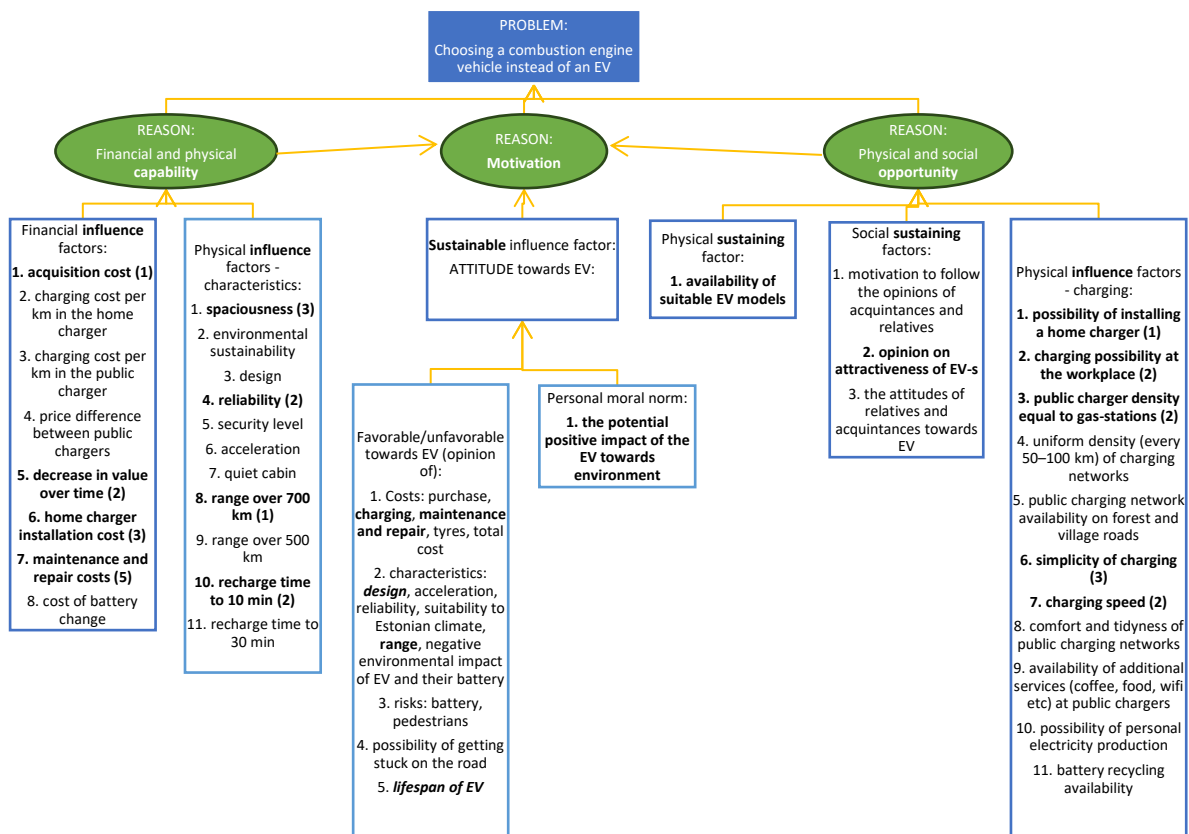 PROBLEM:
Choosing a combustion engine
vehicle instead of an EV
REASON:
Financial and physical
capability
REASON:
Motivation
REASON:
Physical and social
opportunity
Financial influence
factors:
1. acquisition cost (1)
2. charging cost per
km in the home
charger
3. charging cost per
km in the public
charger
4. price difference
between public
chargers
5. decrease in value
over time (2)
6. home charger
installation cost (3)
7. maintenance and
repair costs (5)
8. cost of battery
change
Physical influence
factors -
characteristics:
1. spaciousness (3)
2. environmental
sustainability
3. design
4. reliability (2)
5. security level
6. acceleration
7. quiet cabin
8. range over 700
km (1)
9. range over 500
km
10. recharge time
to 10 min (2)
11. recharge time to
30 min
Sustainable influence factor:
ATTITUDE towards EV:
Favorable/unfavorable
towards EV (opinion
of):
1. Costs: purchase,
charging, maintenance
and repair, tyres, total
cost
2. characteristics:
design, acceleration,
reliability, suitability to
Estonian climate,
range, negative
environmental impact
of EV and their battery
3. risks: battery,
pedestrians
4. possibility of getting
stuck on the road
5. lifespan of EV
Personal moral norm:
1. the potential
positive impact of the
EV towards
environment
Physical sustaining
factor:
1. availability of
suitable EV models
Social sustaining
factors:
1. motivation to follow
the opinions of
acquintances and
relatives
2. opinion on
attractiveness of EV-s
3. the attitudes of
relatives and
acquintances towards
EV
Physical influence factors
- charging:
1. possibility of installing
a home charger (1)
2. charging possibility at
the workplace (2)
3. public charger density
equal to gas-stations (2)
4. uniform density (every
50–100 km) of charging
networks
5. public charging network
availability on forest and
village roads
6. simplicity of charging
(3)
7. charging speed (2)
8. comfort and tidyness of
public charging networks
9. availability of additional
services (coffee, food, wifi
etc) at public chargers
10. possibility of personal
electricity production
11. battery recycling
availability